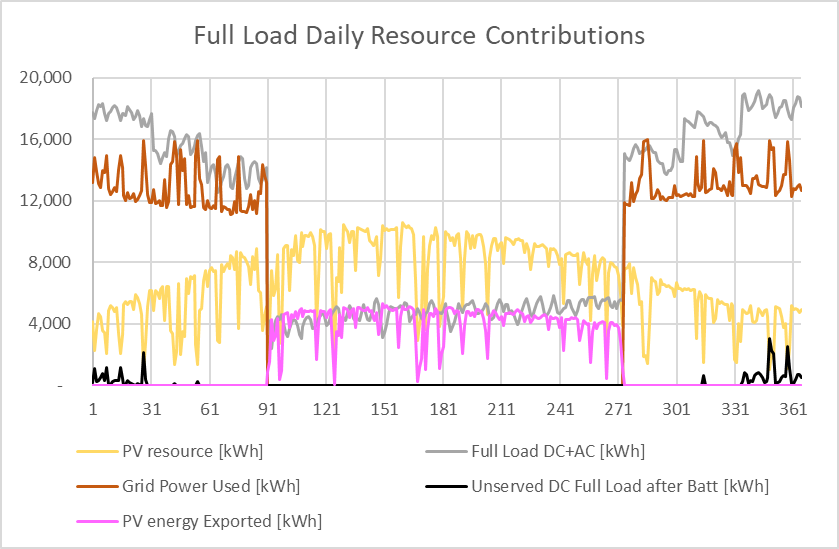 Full Load Daily Resource Contributions
20,000
16,000
12,000
8,000
4,000
-
1 31 61 91 121 151 181 211 241 271 301 331 361
PV resource [kWh] Full Load DC+AC [kWh]
Grid Power Used [kWh] Unserved DC Full Load after Batt [kWh]
PV energy Exported [kWh]